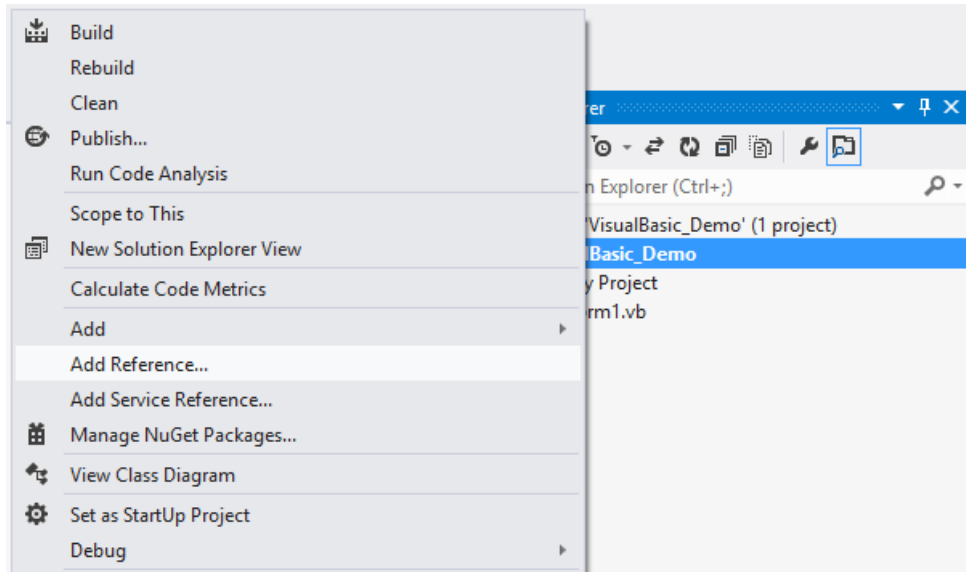 Build
Rebuild
Clean
Publish...
Run Code Analysis
Scope to This
New Solution Explorer View
Calculate Code Metrics
Add
Add Reference...
Add Service Reference...
Manage NuGet Packages...
View Class Diagram
Set as StartUp Project
Debug
rer
n Explorer (Ctrl+;)
'VisualBasic_Demo' (1 project)
lBasic_Demo
y Project
rm1.vb